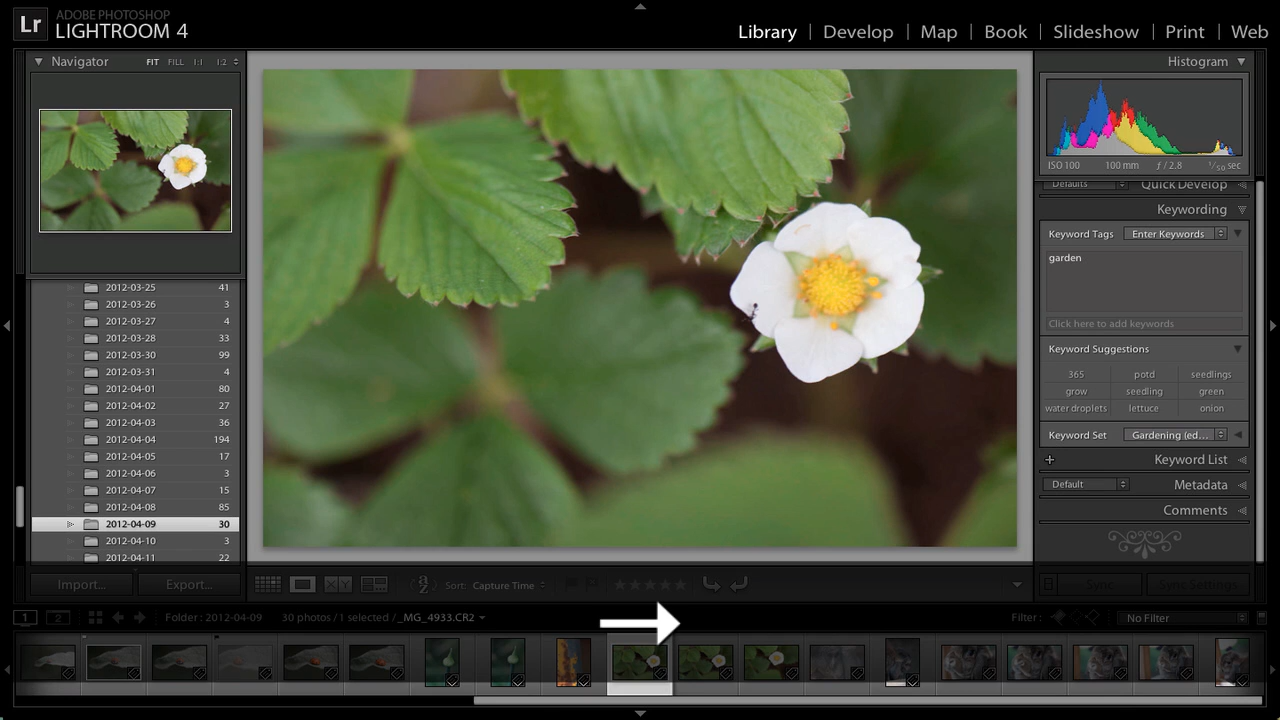 Lr
ADOBE PHOTOSHOP
LIGHTROOM 4
Library | Develop | Map | Book | Slideshow | Print | Web
Navigator FIT FILL 1:1 1:2
Histogram
ISO 100 100 mm ƒ / 2.8 1/50 sec
Defaults Quick Develop
Keywording
Keyword Tags Enter Keywords
garden
Click here to add keywords
Keyword Suggestions
365 potd seedlings
grow seedling green
water droplets lettuce onion
Keyword Set Gardening (ed...
Keyword List
Default Metadata
Comments
2012-03-25 41
2012-03-26 3
2012-03-27 4
2012-03-28 33
2012-03-30 99
2012-03-31 4
2012-04-01 80
2012-04-02 27
2012-04-03 36
2012-04-04 194
2012-04-05 17
2012-04-06 3
2012-04-07 15
2012-04-08 85
2012-04-09 30
2012-04-10 3
2012-04-11 22
Import... Export...
X Y
a z Sort: Capture Time
Sync Sync Settings
1 2 Folder : 2012-04-09 30 photos / 1 selected / _MG_4933.CR2 Filter : No Filter